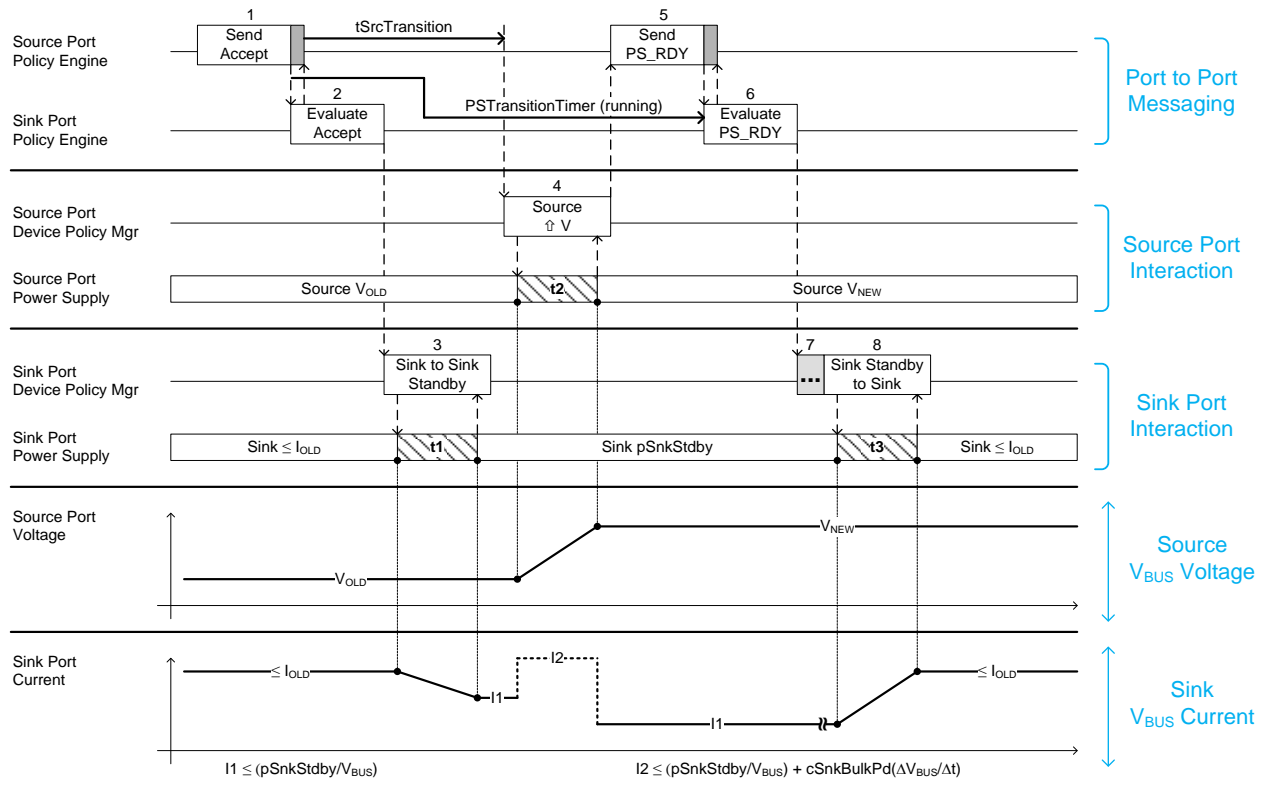 1
5
tSrcTransition
Source Port
Policy Engine
Send
Accept
Send
PS_RDY
Port to Port
Messaging
2
PSTransitionTimer (running)
6
Sink Port
Policy Engine
Evaluate
Accept
Evaluate
PS_RDY
4
Source Port
Device Policy Mgr
Source
⇧ V
Source Port
Interaction
Source Port
Power Supply
Source VOLD
t2
Source VNEW
3
7
8
Sink Port
Device Policy Mgr
Sink to Sink
Standby
...
Sink Standby
to Sink
Sink Port
Interaction
Sink Port
Power Supply
Sink ≤ IOLD
t1
Sink pSnkStdby
t3
Sink ≤ IOLD
Source Port
Voltage
VNEW
VOLD
Source
VBUS Voltage
Sink Port
Current
≤ IOLD
I2
I1
I1
≤ IOLD
Sink
VBUS Current
I1 ≤ (pSnkStdby/VBUS)
I2 ≤ (pSnkStdby/VBUS) + cSnkBulkPd(ΔVBUS/Δt)